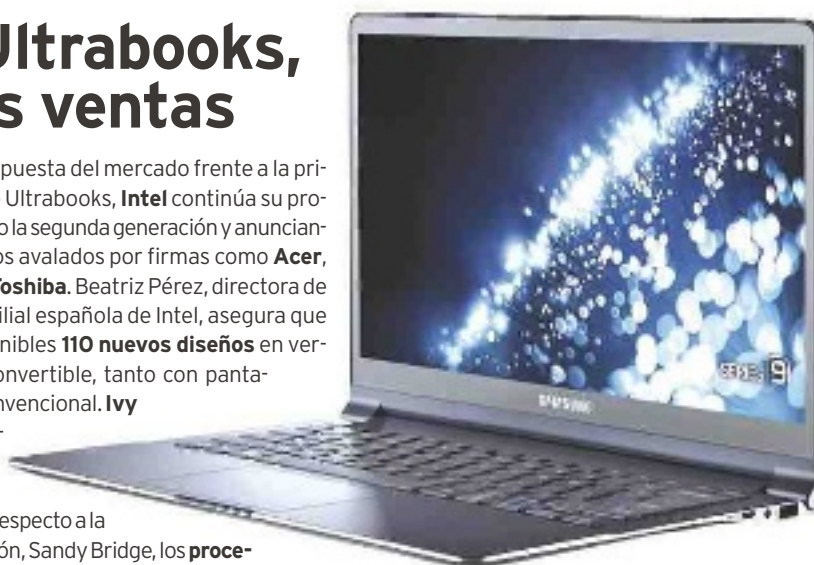 Ultrabooks,
s ventas
puesta del mercado frente a la pri-
Ultrabooks, Intel continúa su pro-
o la segunda generación y anuncian-
os avalados por firmas como Acer,
Toshiba. Beatriz Pérez, directora de
ilial española de Intel, asegura que
nibles 110 nuevos diseños en ver-
onvertible, tanto con panta-
nvencional. Ivy
-
especto a la
ón, Sandy Bridge, los proce-
SERIES 9
SAMSUNG